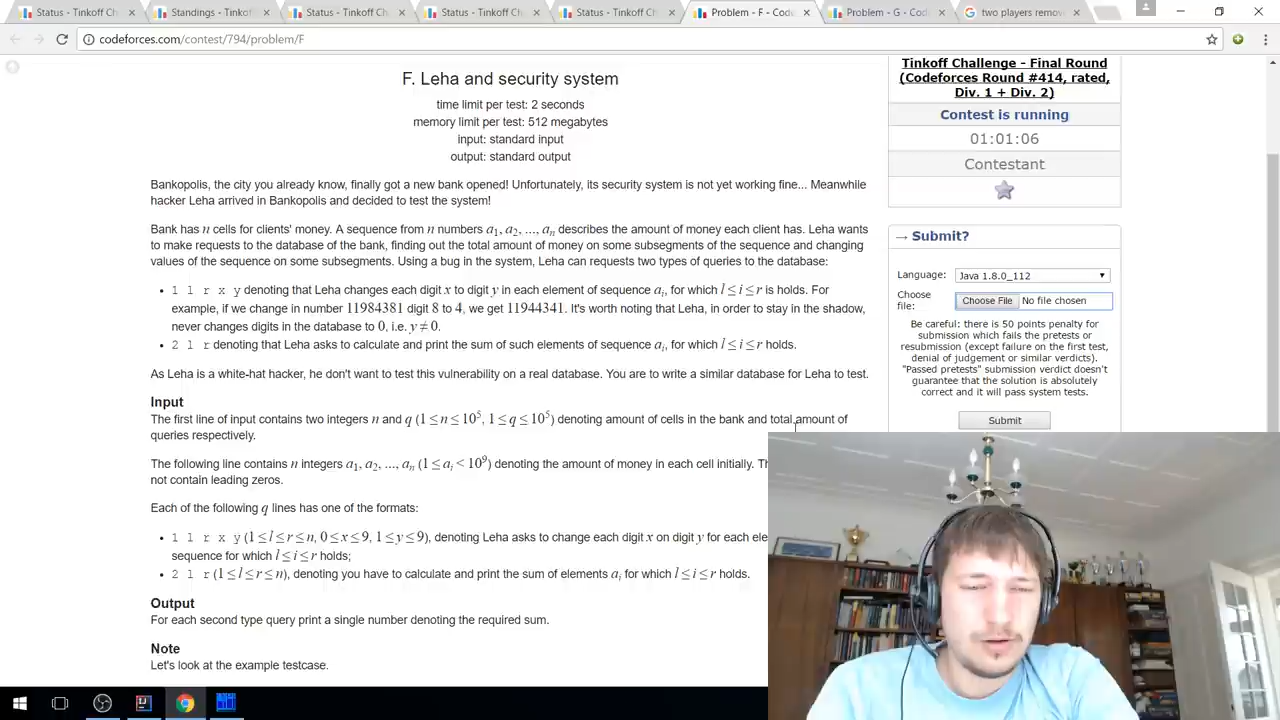 Status - Tinkoff Ch
Standings - Tinkoff
Status - Tinkoff Cha
Status - Tinkoff Cha
Status - Tinkoff Cha
Problem - F - Code
Problem - G - Code
two players remov
codeforces.com/contest/794/problem/F
F. Leha and security system
time limit per test: 2 seconds
memory limit per test: 512 megabytes
input: standard input
output: standard output
Bankopolis, the city you already know, finally got a new bank opened! Unfortunately, its security system is not yet working fine... Meanwhile
hacker Leha arrived in Bankopolis and decided to test the system!
Bank has n cells for clients' money. A sequence from n numbers a1, a2, ..., an describes the amount of money each client has. Leha wants
to make requests to the database of the bank, finding out the total amount of money on some subsegments of the sequence and changing
values of the sequence on some subsegments. Using a bug in the system, Leha can requests two types of queries to the database:
1 l r x y denoting that Leha changes each digit x to digit y in each element of sequence ai, for which l ≤ i ≤ r is holds. For
example, if we change in number 11984381 digit 8 to 4, we get 11944341. It's worth noting that Leha, in order to stay in the shadow,
never changes digits in the database to 0, i.e. y ≠ 0.
2 l r denoting that Leha asks to calculate and print the sum of such elements of sequence ai, for which l ≤ i ≤ r holds.
As Leha is a white-hat hacker, he don't want to test this vulnerability on a real database. You are to write a similar database for Leha to test.
Input
The first line of input contains two integers n and q (1 ≤ n ≤ 10^5, 1 ≤ q ≤ 10^5) denoting amount of cells in the bank and total amount of
queries respectively.
The following line contains n integers a1, a2, ..., an (1 ≤ ai < 10^9) denoting the amount of money in each cell initially.
not contain leading zeros.
Each of the following q lines has one of the formats:
1 l r x y (1 ≤ l ≤ r ≤ n, 0 ≤ x ≤ 9, 1 ≤ y ≤ 9), denoting Leha asks to change each digit x on digit y for each ele
sequence for which l ≤ i ≤ r holds;
2 l r (1 ≤ l ≤ r ≤ n), denoting you have to calculate and print the sum of elements ai for which l ≤ i ≤ r holds.
Output
For each second type query print a single number denoting the required sum.
Note
Let's look at the example testcase.
Tinkoff Challenge - Final Round
(Codeforces Round #414, rated,
Div. 1 + Div. 2)
Contest is running
01:01:06
Contestant
→ Submit?
Language: Java 1.8.0_112
Choose
file: Choose File No file chosen
Be careful: there is 50 points penalty for
submission which fails the pretests or
resubmission (except failure on the first test,
denial of judgement or similar verdicts).
"Passed pretests" submission verdict doesn't
guarantee that the solution is absolutely
correct and it will pass system tests.
Submit